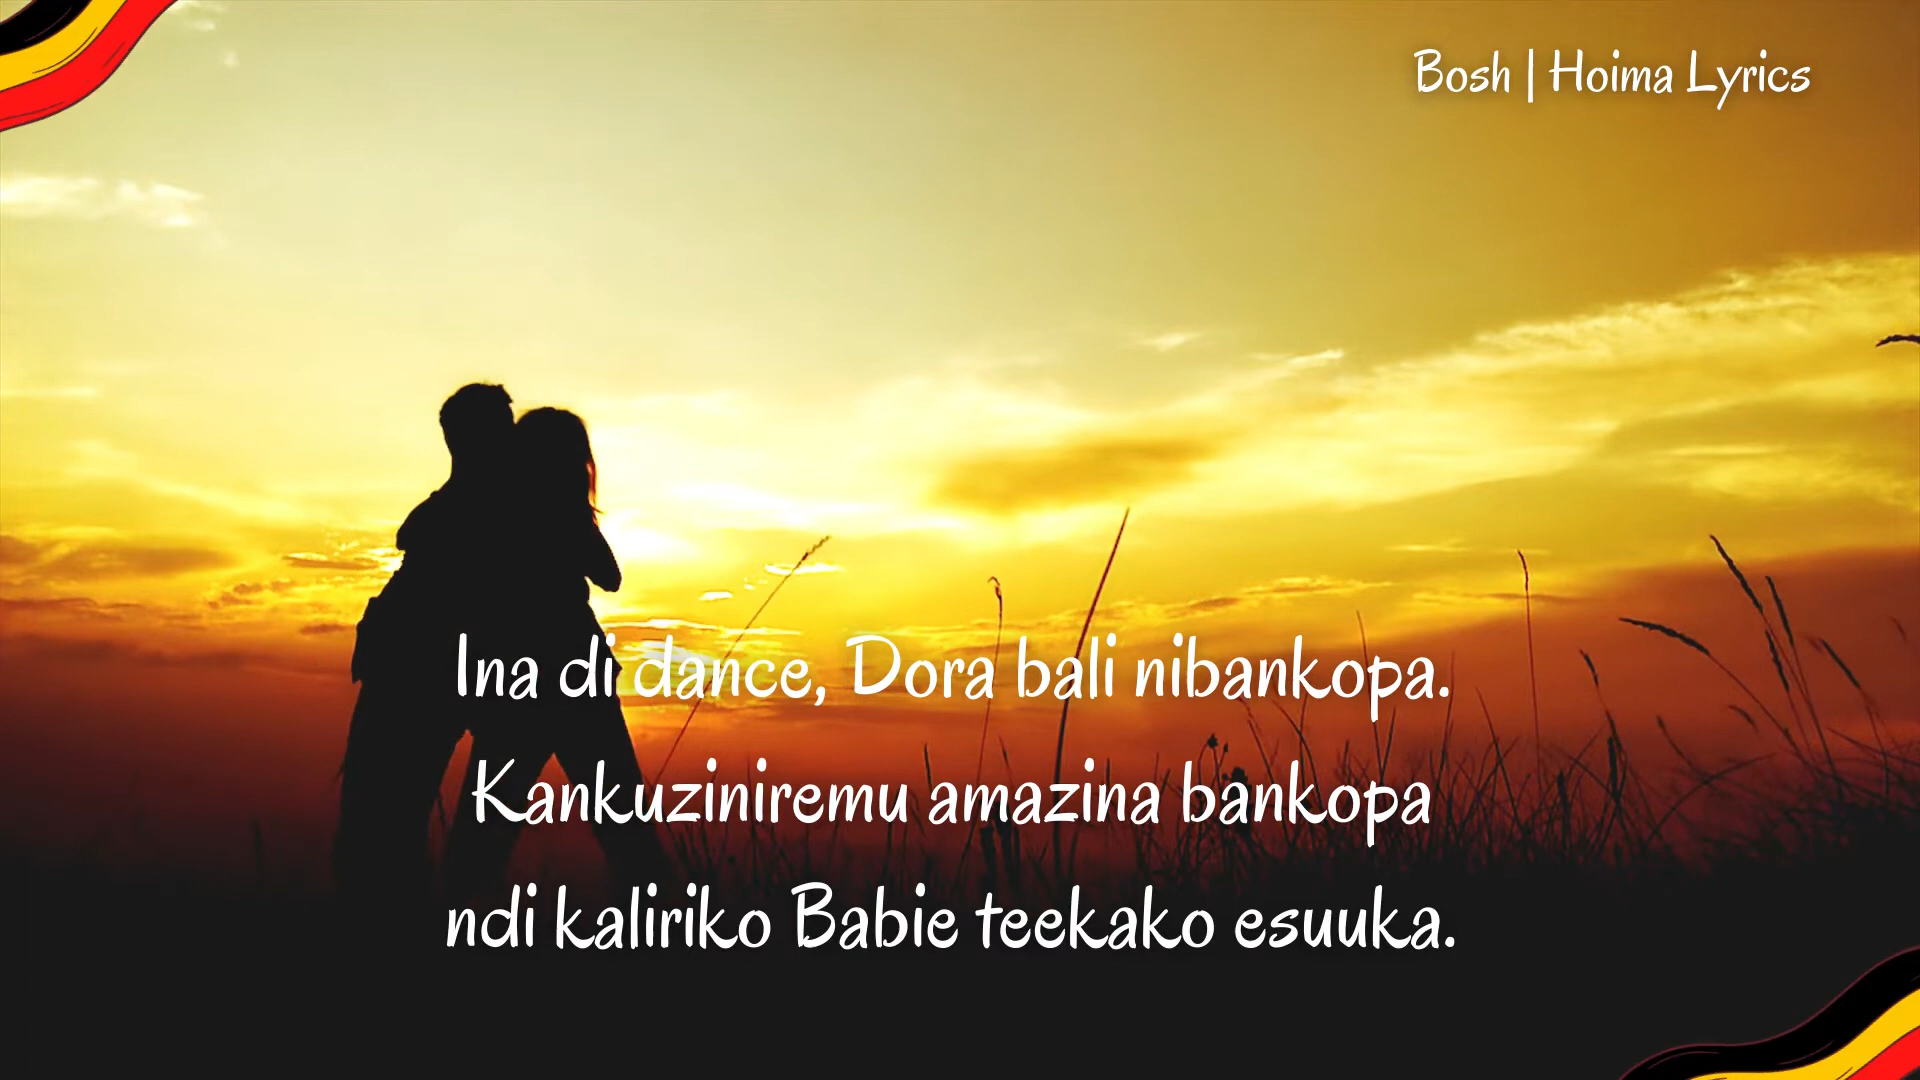 Bosh | Hoima Lyrics
Ina di dance, Dora bali nibankopa.
Kankuziniremu amazina bankopa
ndi kaliriko Babie teekako esuuka.